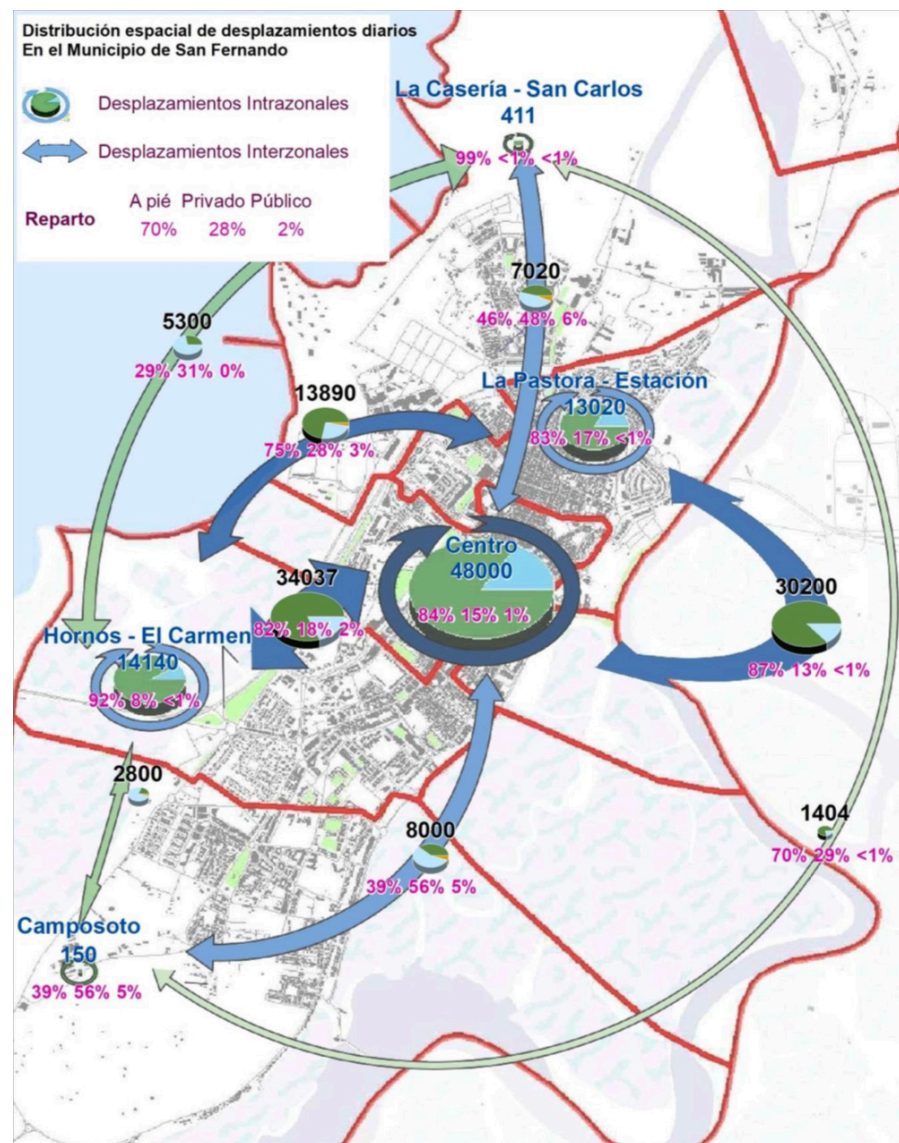 Distribución espacial de desplazamientos diarios
En el Municipio de San Fernando
Desplazamientos Intrazonales
Desplazamientos Interzonales
A pié Privado Público
Reparto
70% 28% 2%
La Casería - San Carlos
411
99% <1% <1%
7020
46% 48% 6%
5300
29% 31% 0%
13890
75% 28% 3%
La Pastora - Estación
13020
83% 17% <1%
Centro
48000
84% 15% 1%
34037
82% 18% 2%
30200
87% 13% <1%
Hornos - El Carmen
14140
92% 8% <1%
2800
8000
39% 56% 5%
1404
70% 29% <1%
Camposoto
150
39% 56% 5%